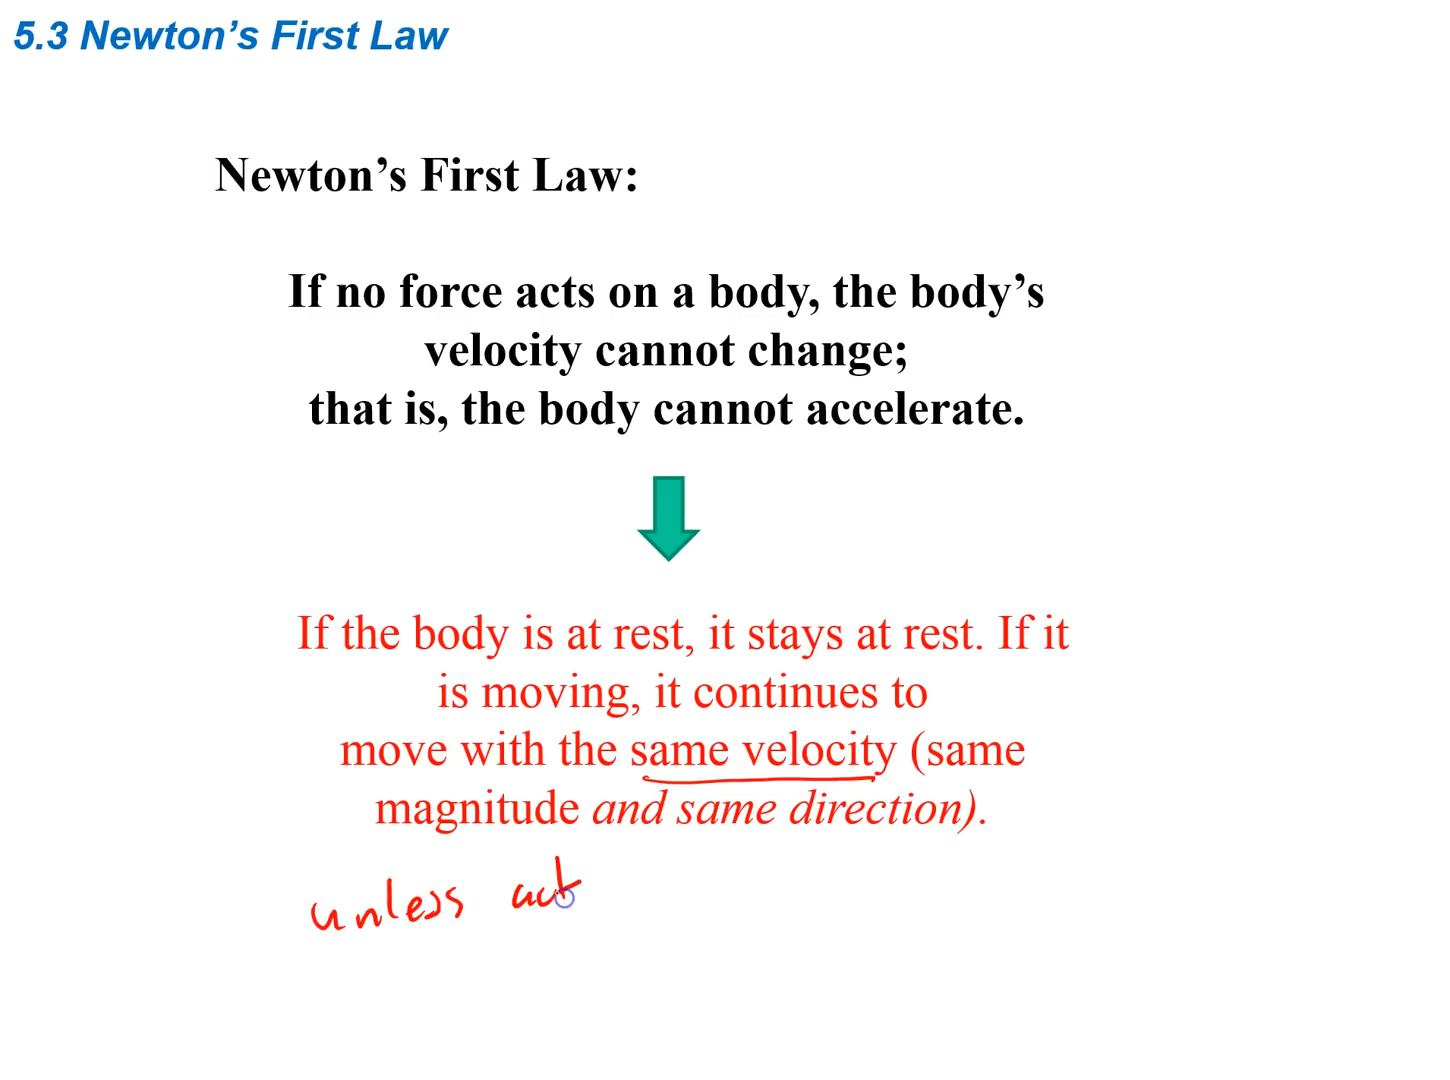 5.3 Newton’s First Law
Newton’s First Law:
If no force acts on a body, the body’s
velocity cannot change;
that is, the body cannot accelerate.
If the body is at rest, it stays at rest. If it
is moving, it continues to
move with the same velocity (same
magnitude and same direction).
unless act